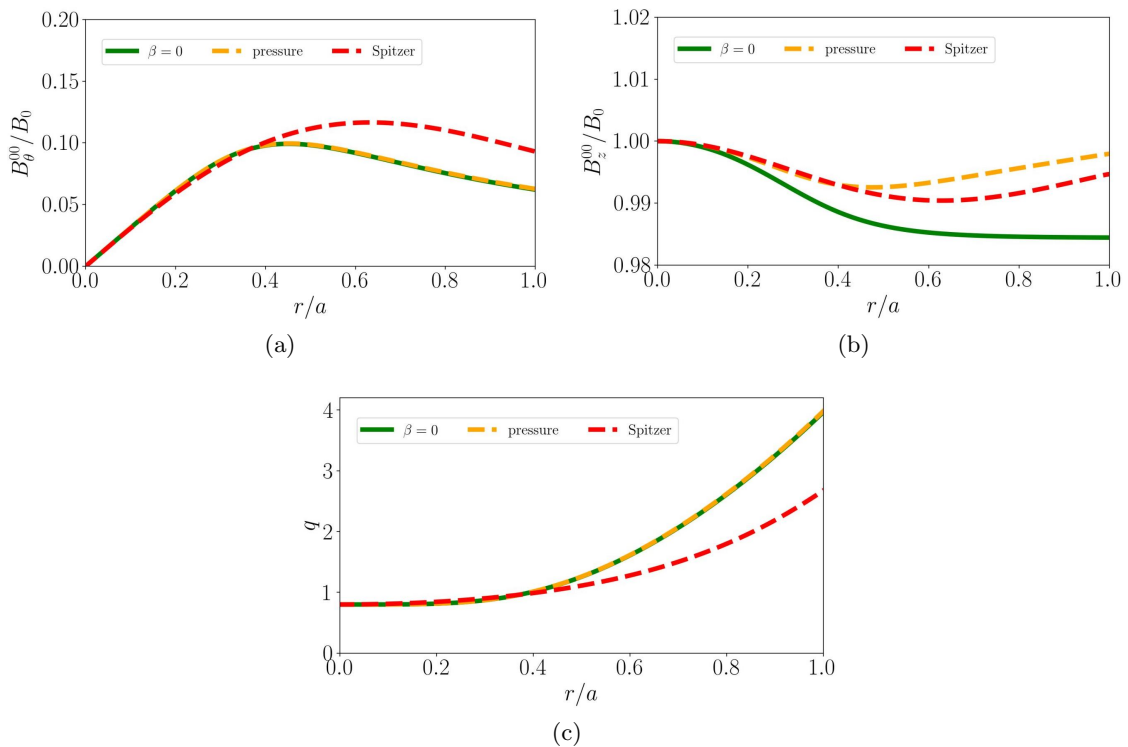 0.20
0.15
0.10
0.05
0.00
B_θ^{00}/B_0
β = 0 pressure Spitzer
0.0 0.2 0.4 0.6 0.8 1.0
r/a
(a)
1.02
1.01
1.00
0.99
0.98
B_z^{00}/B_0
β = 0 pressure Spitzer
0.0 0.2 0.4 0.6 0.8 1.0
r/a
(b)
4
3
2
1
0
q
β = 0 pressure Spitzer
0.0 0.2 0.4 0.6 0.8 1.0
r/a
(c)